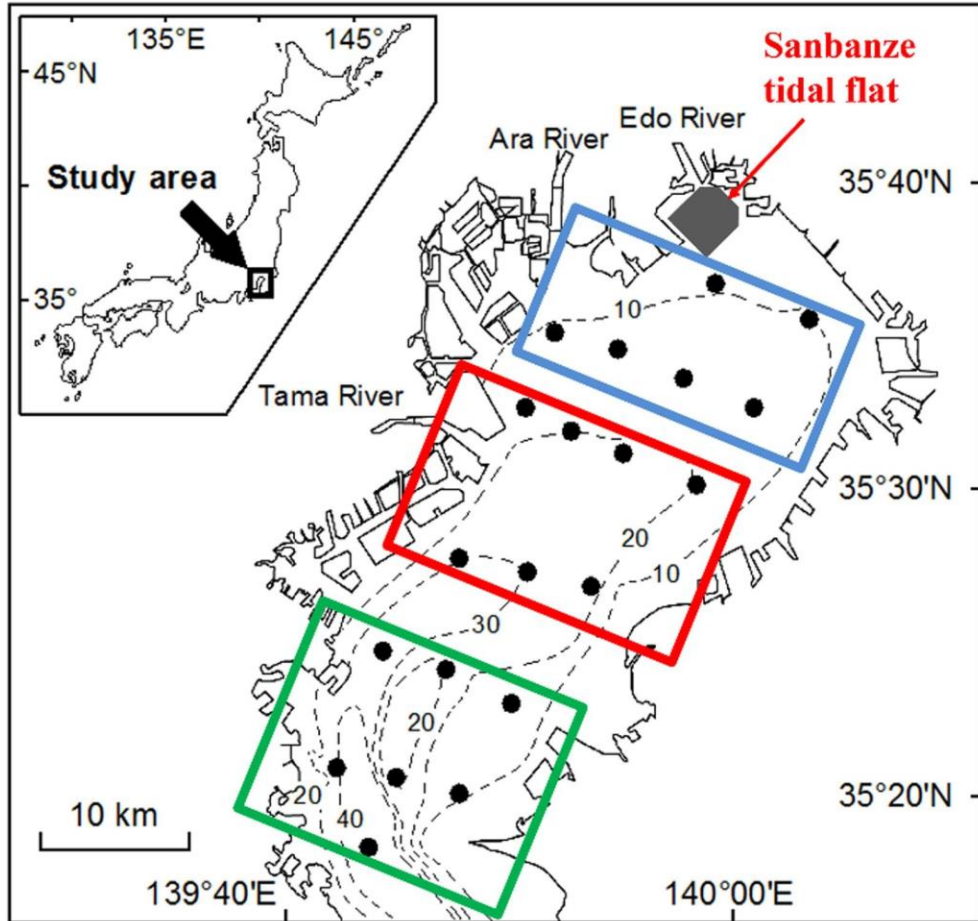 135°E
145°
45°N
Study area
35°
Sanbanze
tidal flat
Edo River
Ara River
35°40'N
10
Tama River
35°30'N
20
10
30
20
20
40
35°20'N
10 km
139°40'E
140°00'E